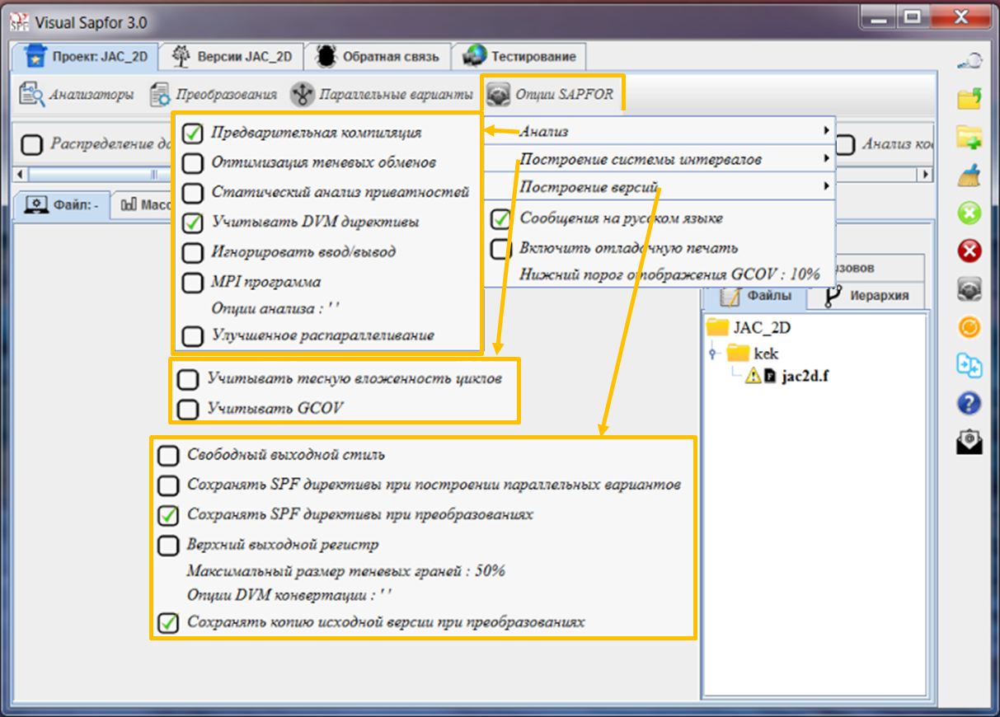 Visual Sapfor 3.0
Проект: JAC_2D
Версии JAC_2D
Обратная связь
Тестирование
Анализаторы
Преобразования
Параллельные варианты
Опции SAPFOR
Распределение
Анализ
Файл: -
Предварительная компиляция
Оптимизация теневых обменов
Статический анализ приватностей
Учитывать DVM директивы
Игнорировать ввод/вывод
MPI программа
Опции анализа : ' '
Улучшенное распараллеливание
Анализ
Построение системы интервалов
Построение версий
Сообщения на русском языке
Включить отладочную печать
Нижний порог отображения GCOV : 10%
Файлы
Иерархия
JAC_2D
kek
jac2d.f
Учитывать тесную вложенность циклов
Учитывать GCOV
Свободный выходной стиль
Сохранять SPF директивы при построении параллельных вариантов
Сохранять SPF директивы при преобразованиях
Верхний выходной регистр
Максимальный размер теневых граней : 50%
Опции DVM конвертации : ' '
Сохранять копию исходной версии при преобразованиях